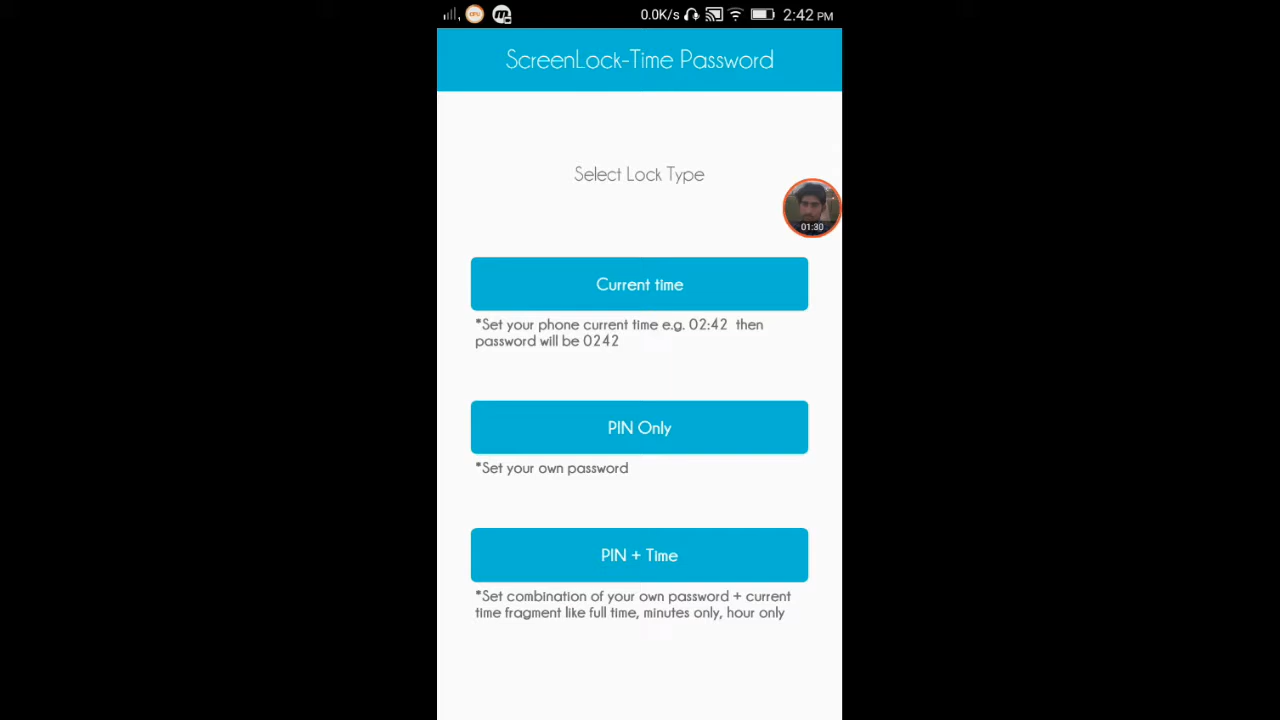 0.0K/s 2:42 PM
ScreenLock-Time Password
Select Lock Type
01:30
Current time
*Set your phone current time e.g. 02:42 then
password will be 0242
PIN Only
*Set your own password
PIN + Time
*Set combination of your own password + current
time fragment like full time, minutes only, hour only